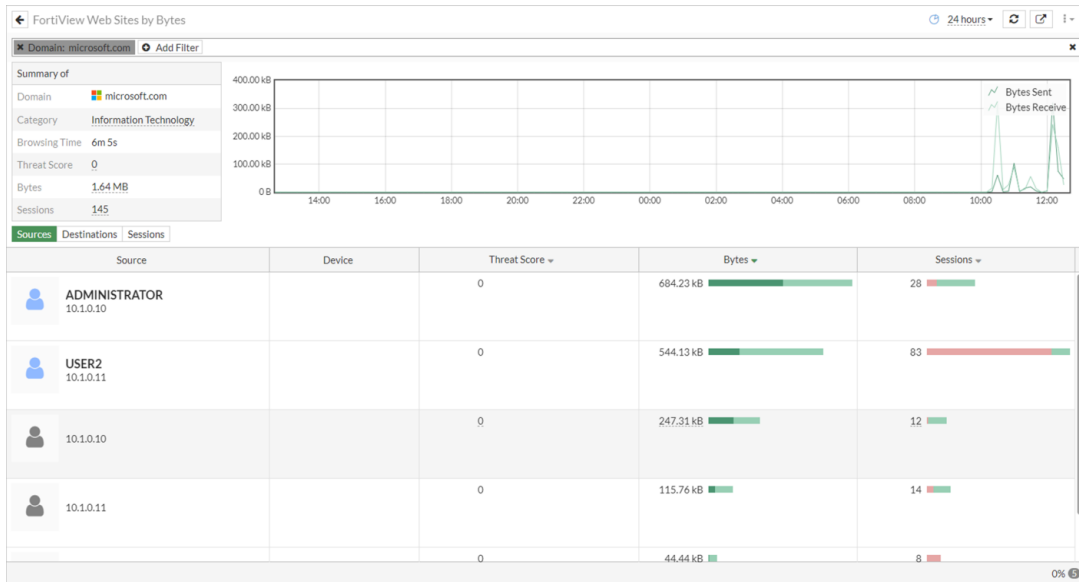 FortiView Web Sites by Bytes
24 hours
Domain: microsoft.com Add Filter
Summary of
Domain microsoft.com
Category Information Technology
Browsing Time 6m 5s
Threat Score 0
Bytes 1.64 MB
Sessions 145
400.00 kB
300.00 kB
200.00 kB
100.00 kB
0 B
Bytes Sent
Bytes Receive
14:00 16:00 18:00 20:00 22:00 00:00 02:00 04:00 06:00 08:00 10:00 12:00
Sources Destinations Sessions
Source Device Threat Score Bytes Sessions
ADMINISTRATOR
10.1.0.10
0 684.23 kB 28
USER2
10.1.0.11
0 544.13 kB 83
10.1.0.10
0 247.31 kB 12
10.1.0.11
0 115.76 kB 14
0 44.44 kB 8
0% 5